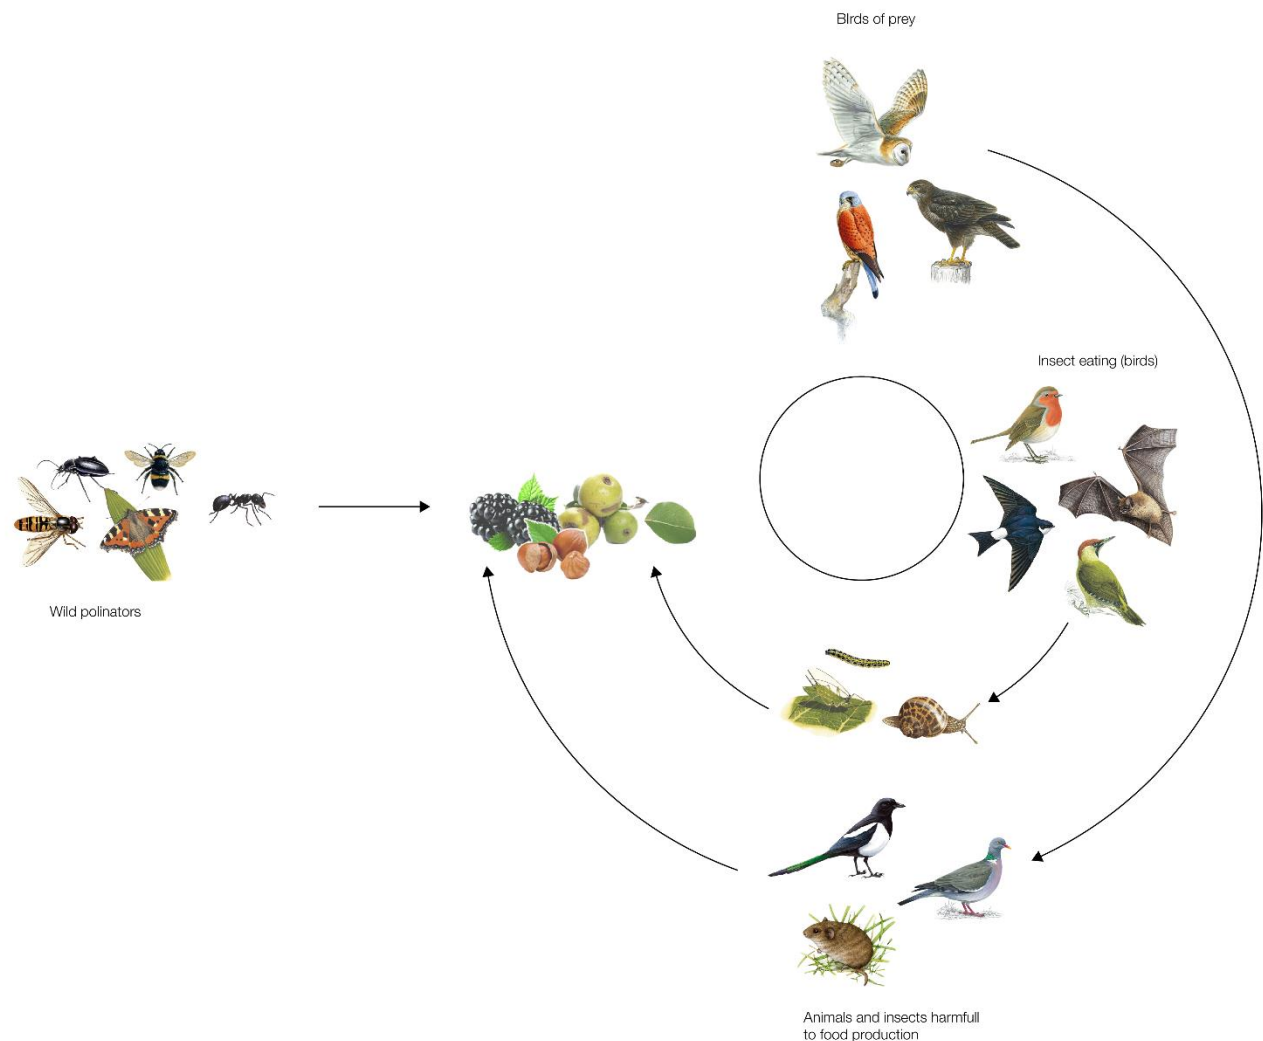 BIrds of prey
Insect eating (birds)
Wild polinators
Animals and insects harmfull
to food production